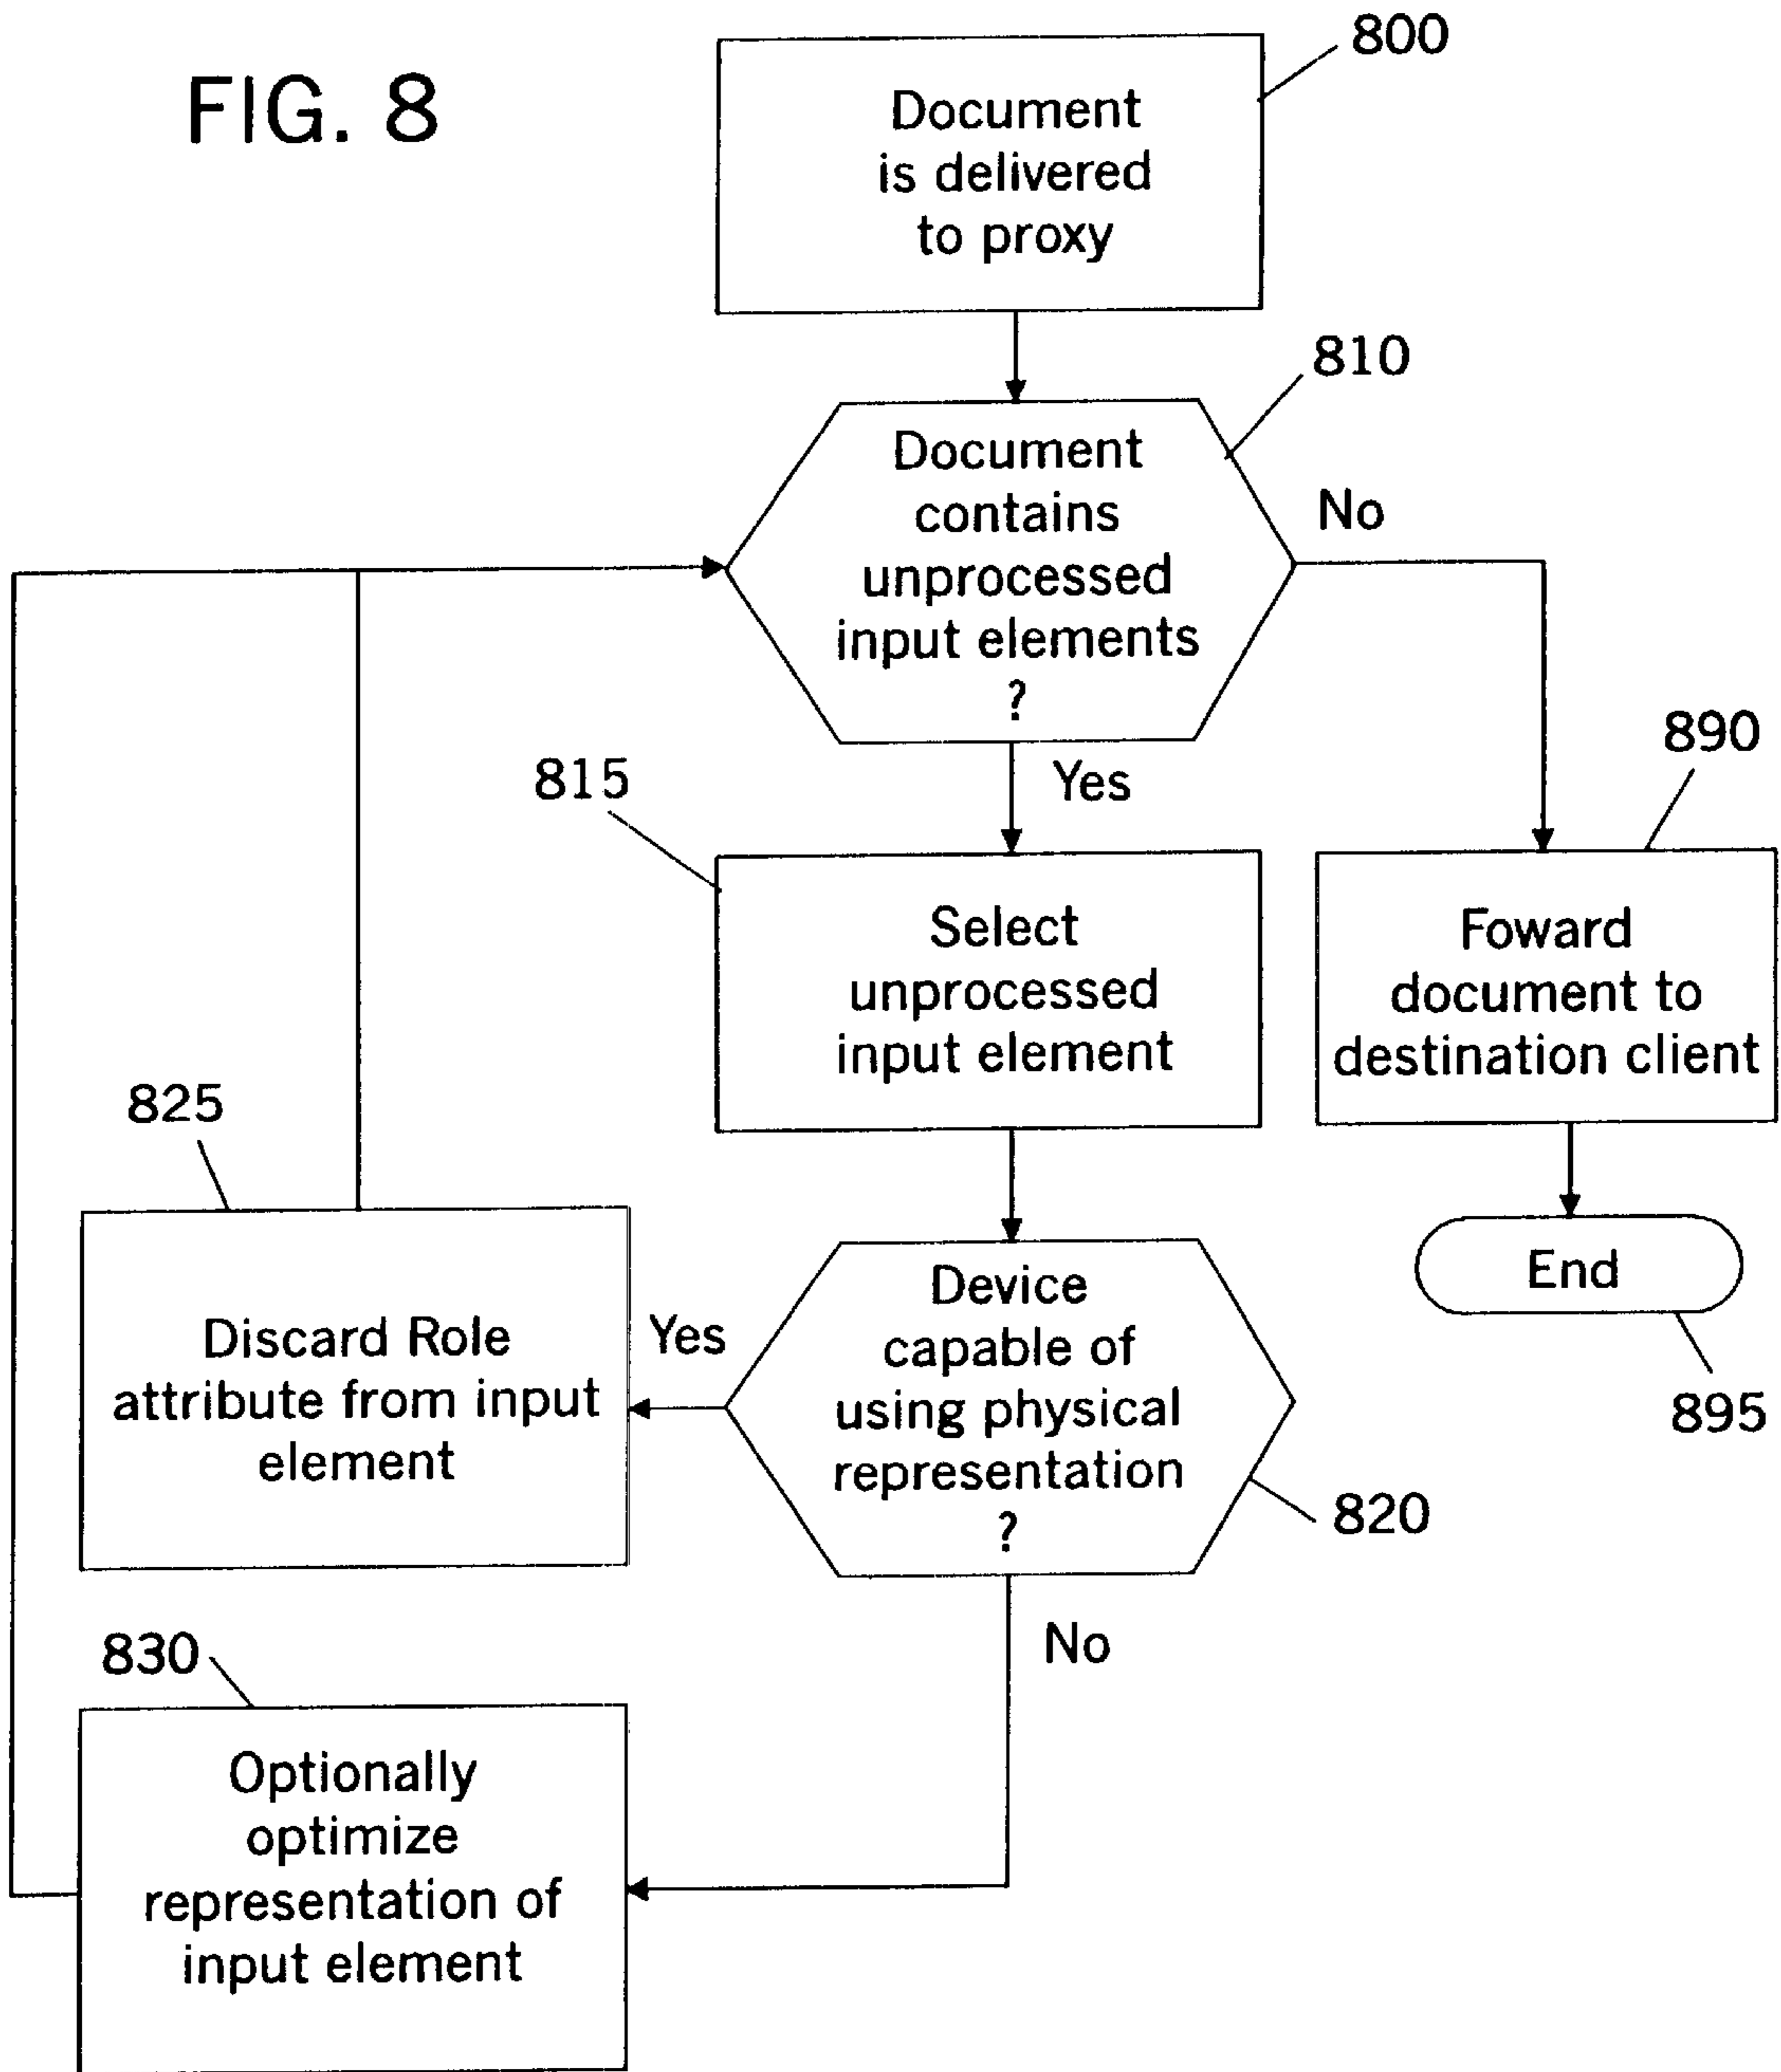 FIG. 8
800
Document
is delivered
to proxy
810
Document
contains
unprocessed
input elements
?
No
Yes
815
890
Select
unprocessed
input element
Foward
document to
destination client
825
Discard Role
attribute from input
element
Yes
Device
capable of
using physical
representation
?
End
895
820
No
830
Optionally
optimize
representation of
input element